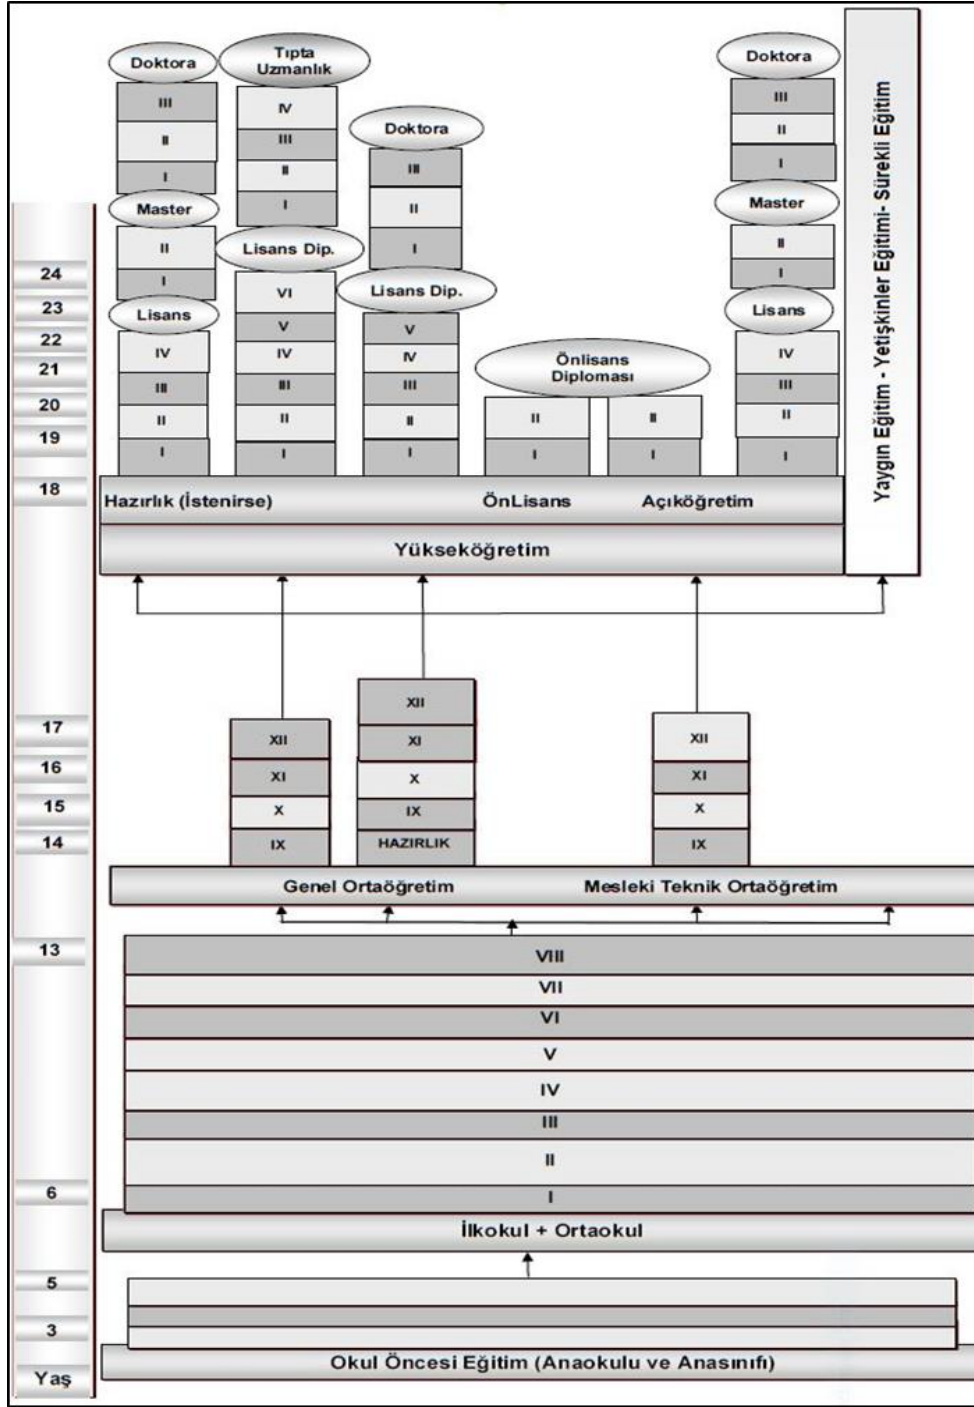 Doktora
III
II
I
Master
II
I
Lisans
IV
III
II
I
Tıpta
Uzmanlık
IV
III
II
I
Lisans Dip.
VI
V
IV
III
II
I
Doktora
III
II
I
Lisans Dip.
V
IV
III
II
I
Önlisans
Diploması
II
I
II
I
Doktora
III
II
I
Master
II
I
Lisans
IV
III
II
I
Yaygın Eğitim - Yetişkinler Eğitimi- Sürekli Eğitim
24
23
22
21
20
19
18
Hazırlık (İstenirse) ÖnLisans Açıköğretim
Yükseköğretim
17
16
15
14
XII
XI
X
IX
XII
XI
X
IX
HAZIRLIK
XII
XI
X
IX
Genel Ortaöğretim Mesleki Teknik Ortaöğretim
13
VIII
VII
VI
V
IV
III
II
6
I
İlkokul + Ortaokul
5
3
Okul Öncesi Eğitim (Anaokulu ve Anasınıfı)
Yaş